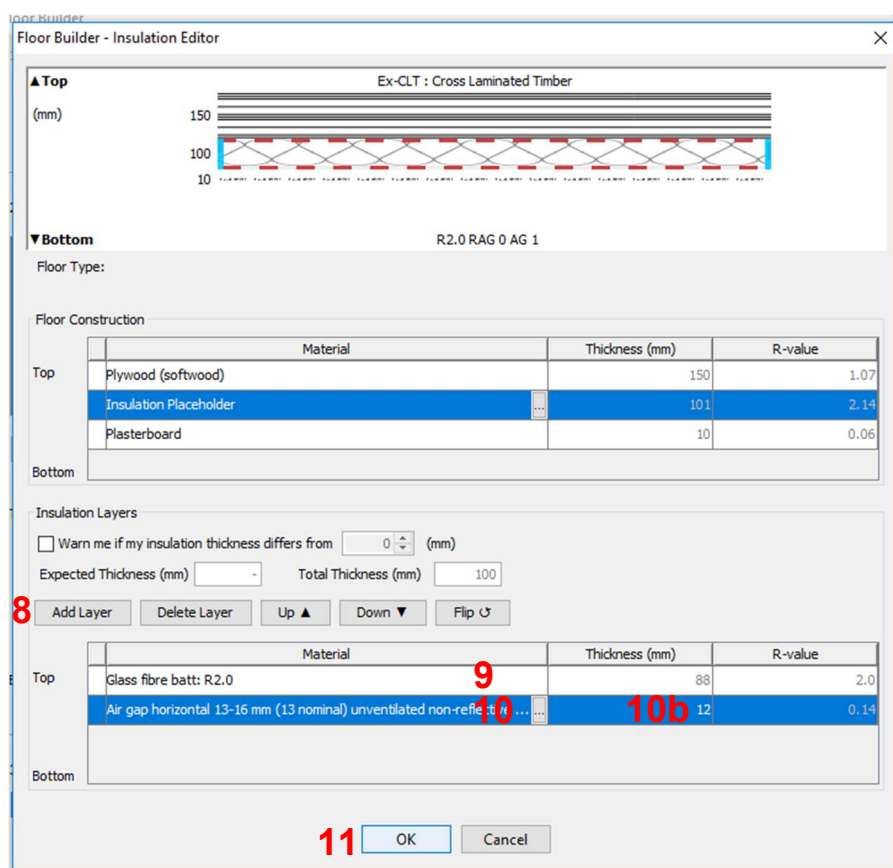 Floor Builder
Floor Builder - Insulation Editor
▲Top
Ex-CLT : Cross Laminated Timber
(mm)
150
100
10
▼Bottom
R2.0 RAG 0 AG 1
Floor Type:
Floor Construction
Material Thickness (mm) R-value
Top
Plywood (softwood) 150 1.07
Insulation Placeholder ... 101 2.14
Plasterboard 10 0.06
Bottom
Insulation Layers
Warn me if my insulation thickness differs from 0 (mm)
Expected Thickness (mm) - Total Thickness (mm) 100
8 Add Layer Delete Layer Up ▲ Down ▼ Flip ↺
Material Thickness (mm) R-value
Top
Glass fibre batt: R2.0 9 88 2.0
Air gap horizontal 13-16 mm (13 nominal) unventilated non-reflective ... 10 ... 10b 12 0.14
Bottom
11 OK Cancel